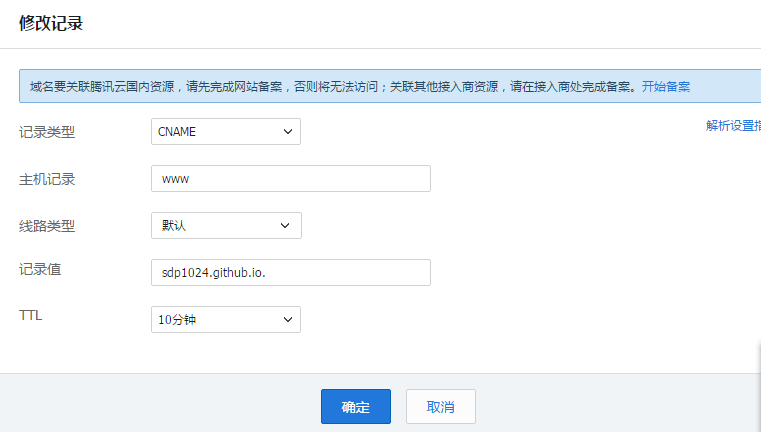 修改记录
域名要关联腾讯云国内资源，请先完成网站备案，否则将无法访问；关联其他接入商资源，请在接入商处完成备案。开始备案
解析设置指
记录类型 CNAME
主机记录 www
线路类型 默认
记录值 sdp1024.github.io.
TTL 10分钟
确定 取消